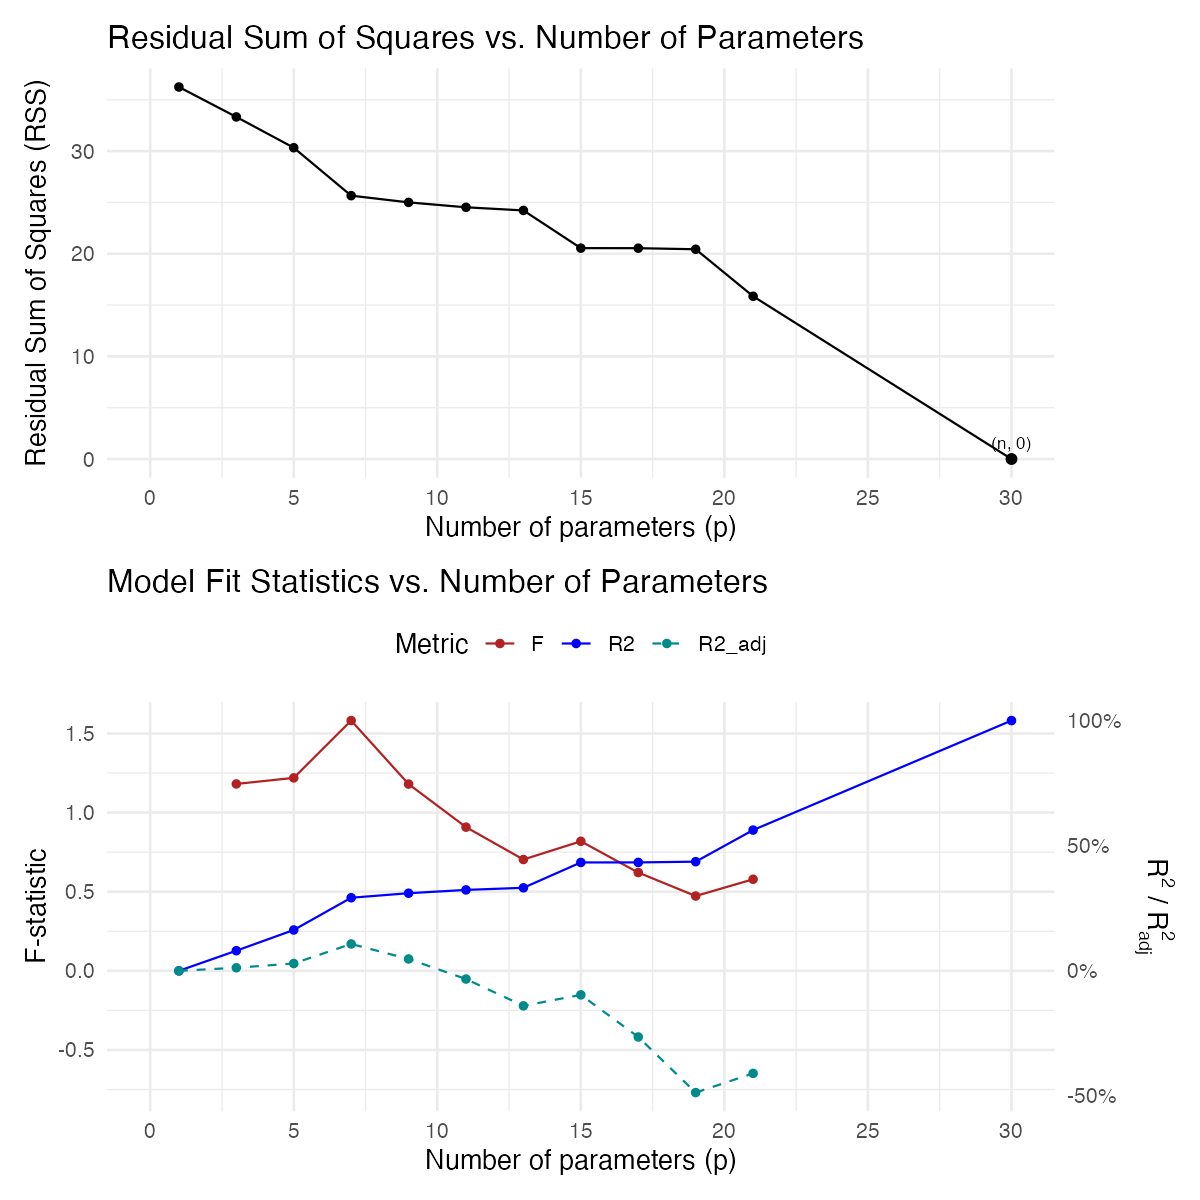 Residual Sum of Squares vs. Number of Parameters
Residual Sum of Squares (RSS)
30
20
10
0
(n, 0)
0 5 10 15 20 25 30
Number of parameters (p)
Model Fit Statistics vs. Number of Parameters
Metric F R2 R2_adj
F-statistic
1.5
1.0
0.5
0.0
-0.5
100%
50%
0%
-50%
R² / R²adj
0 5 10 15 20 25 30
Number of parameters (p)